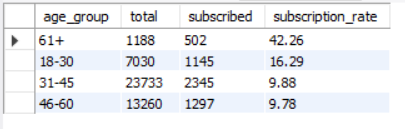 age_group total subscribed subscription_rate
61+ 1188 502 42.26
18-30 7030 1145 16.29
31-45 23733 2345 9.88
46-60 13260 1297 9.78